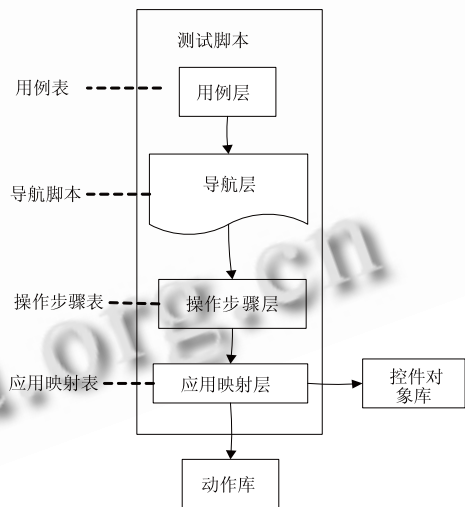 测试脚本
用例表
用例层
导航脚本
导航层
操作步骤表
操作步骤层
应用映射表
应用映射层
控件对
象库
动作库
.org.cn